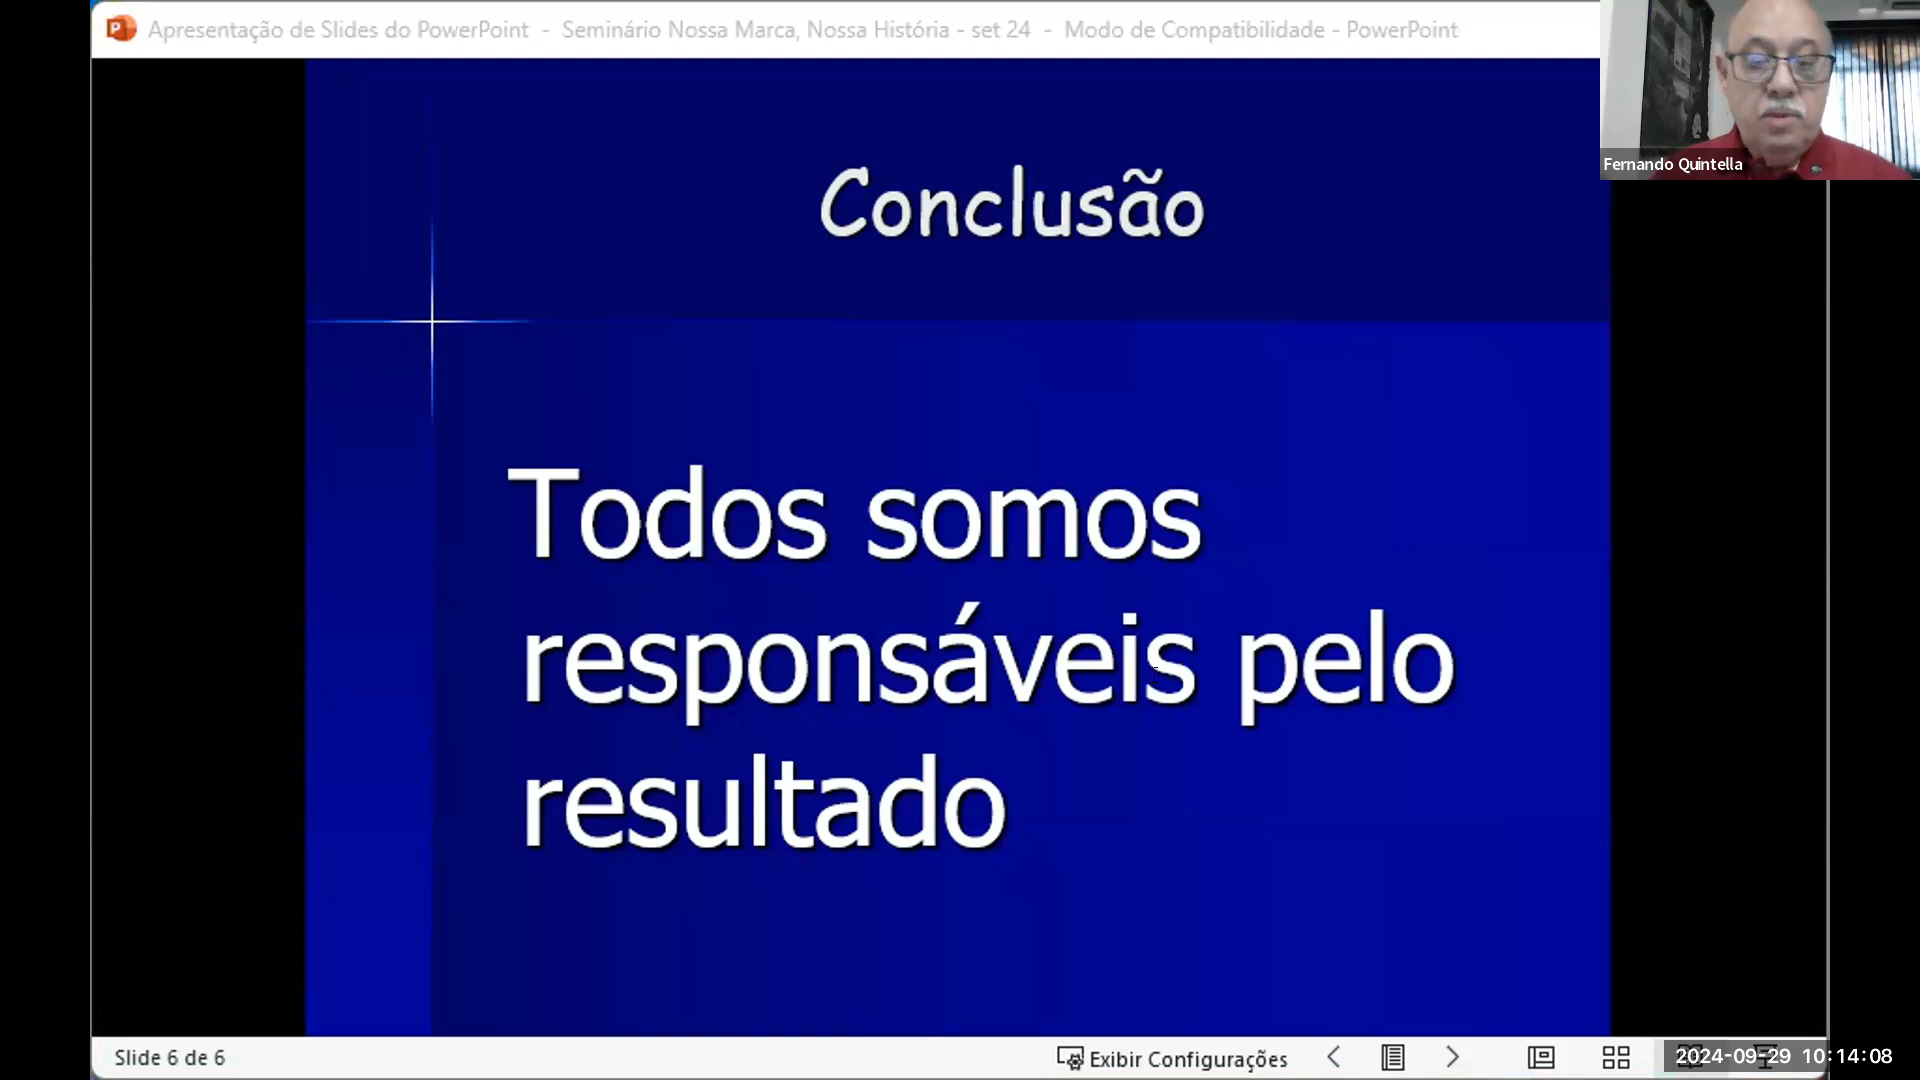 Apresentação de Slides do PowerPoint - Seminário Nossa Marca, Nossa História - set 24 - Modo de Compatibilidade - PowerPoint
Fernando Quintella
Conclusão
Todos somos
responsáveis pelo
resultado
Slide 6 de 6
Exibir Configurações
2024-09-29 10:14:08